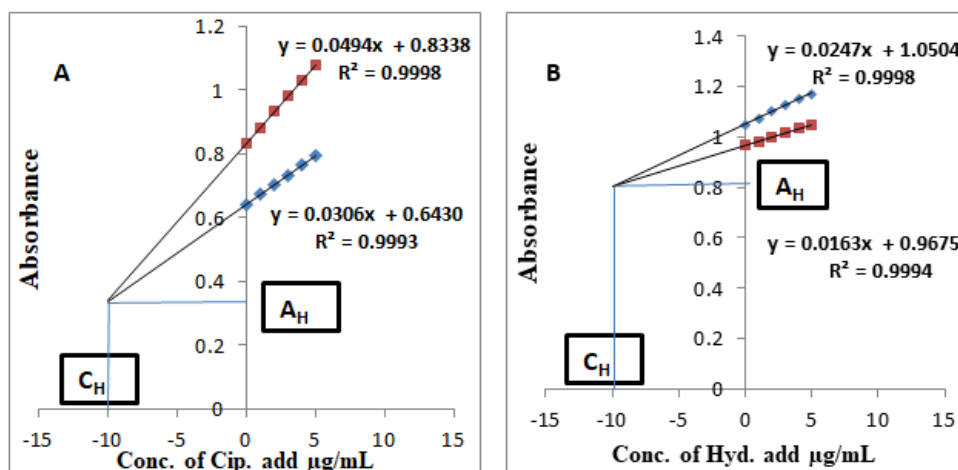 A
y = 0.0494x + 0.8338
R² = 0.9998
y = 0.0306x + 0.6430
R² = 0.9993
A_H
C_H
Absorbance
1.2
1
0.8
0.6
0.4
0.2
0
-15 -10 -5 0 5 10 15
Conc. of Cip. add µg/mL
B
y = 0.0247x + 1.0504
R² = 0.9998
A_H
y = 0.0163x + 0.9675
R² = 0.9994
C_H
Absorbance
1.4
1.2
1
0.8
0.6
0.4
0.2
0
-15 -10 -5 0 5 10 15
Conc. of Hyd. add µg/mL